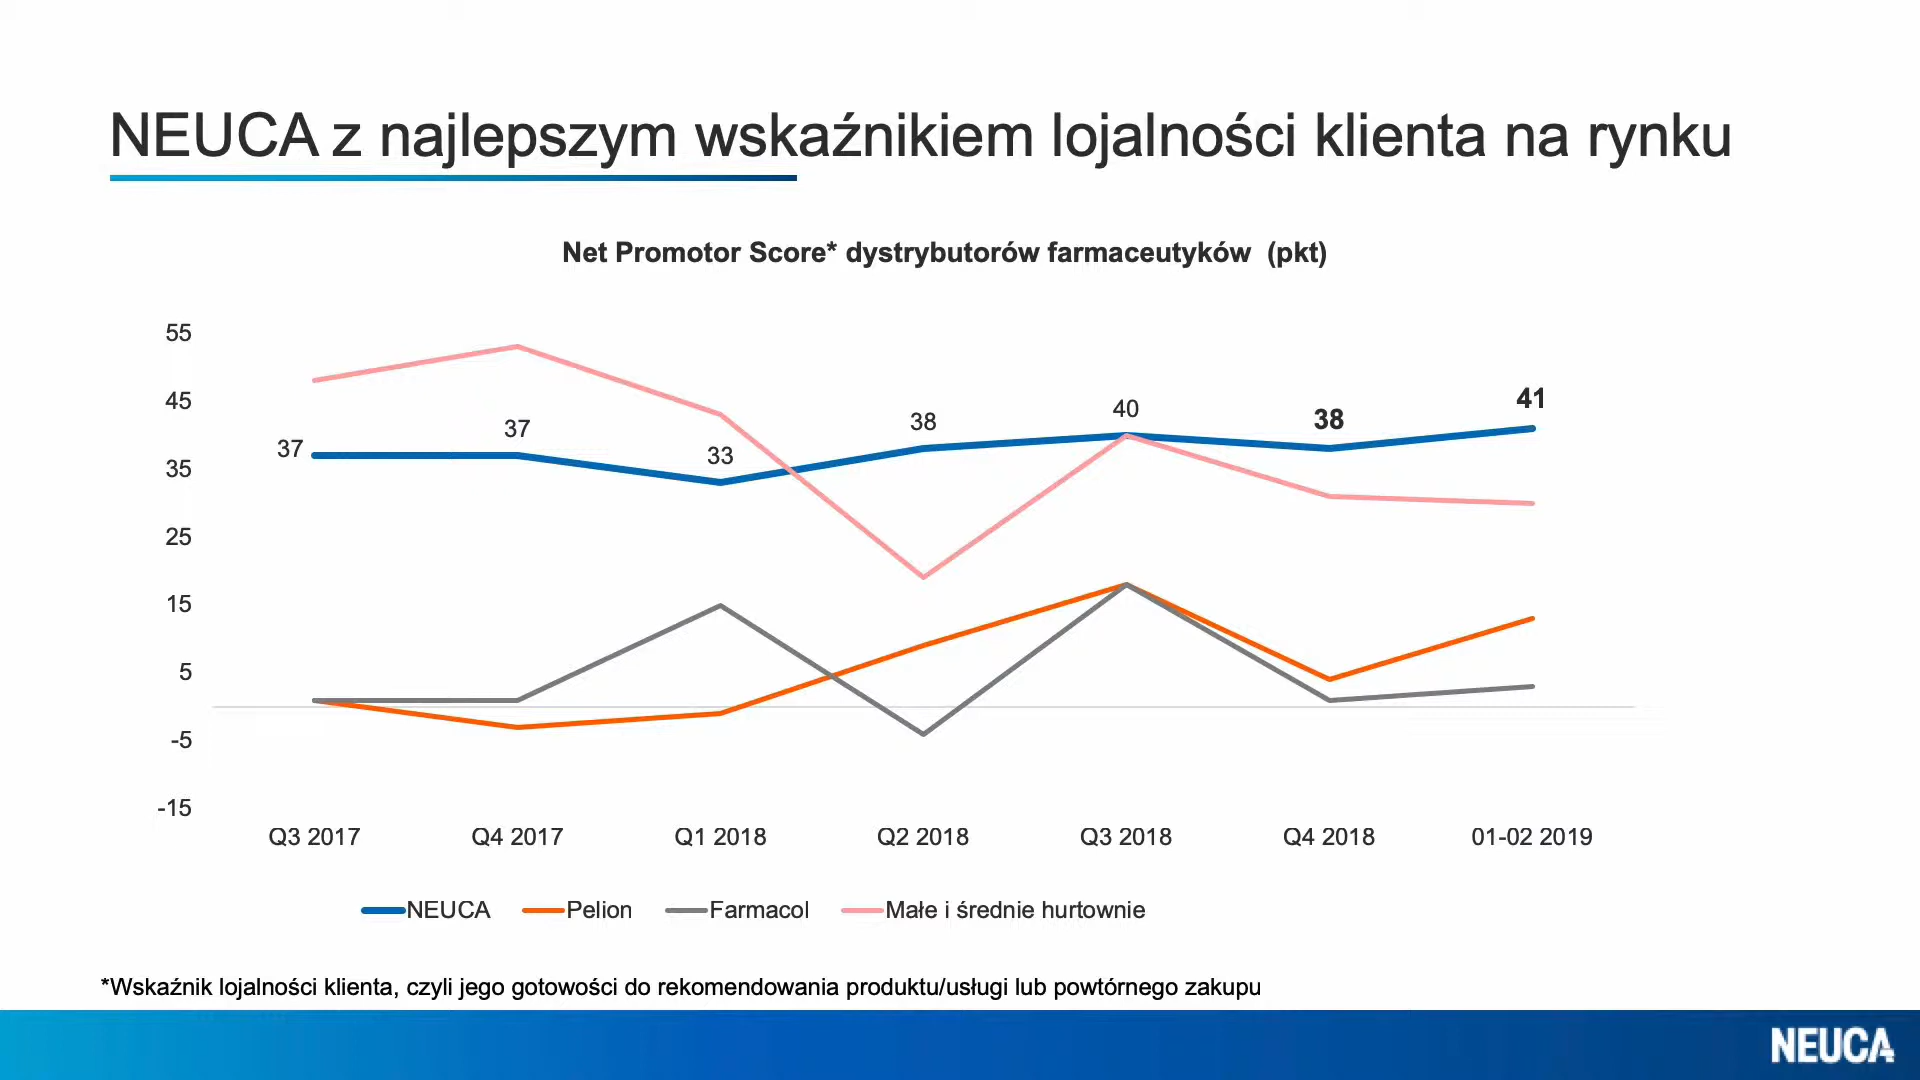 NEUCA z najlepszym wskaźnikiem lojalności klienta na rynku
Net Promotor Score* dystrybutorów farmaceutyków (pkt)
55
45
35
25
15
5
-5
-15
37
37
33
38
40
38
41
Q3 2017
Q4 2017
Q1 2018
Q2 2018
Q3 2018
Q4 2018
01-02 2019
NEUCA
Pelion
Farmacol
Małe i średnie hurtownie
*Wskaźnik lojalności klienta, czyli jego gotowości do rekomendowania produktu/usługi lub powtórnego zakupu
NEUCA